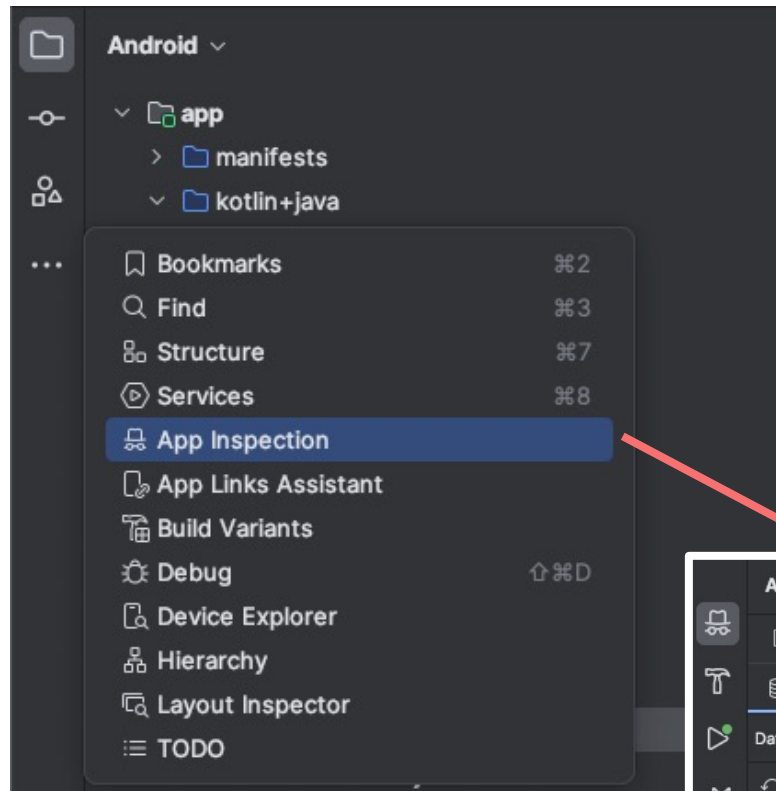 Android
app
manifests
kotlin+java
Bookmarks ⌘2
Find ⌘3
Structure ⌘7
Services ⌘8
App Inspection
App Links Assistant
Build Variants
Debug ⇧⌘D
Device Explorer
Hierarchy
Layout Inspector
TODO